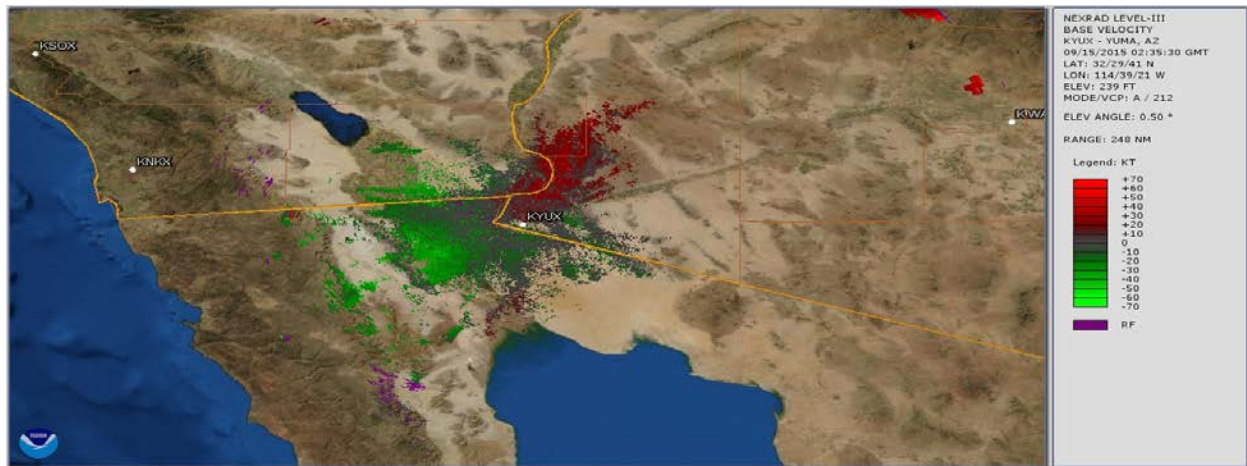 KSOX
KNKX
KYUX
KIWA
NEXRAD LEVEL-III
BASE VELOCITY
KYUX - YUMA, AZ
09/15/2015 02:35:30 GMT
LAT: 32/29/41 N
LON: 114/39/21 W
ELEV: 239 FT
MODE/VCP: A / 212
ELEV ANGLE: 0.50 °
RANGE: 248 NM
Legend: KT
+70
+60
+50
+40
+30
+20
+10
0
-10
-20
-30
-40
-50
-60
-70
RF
NOAA